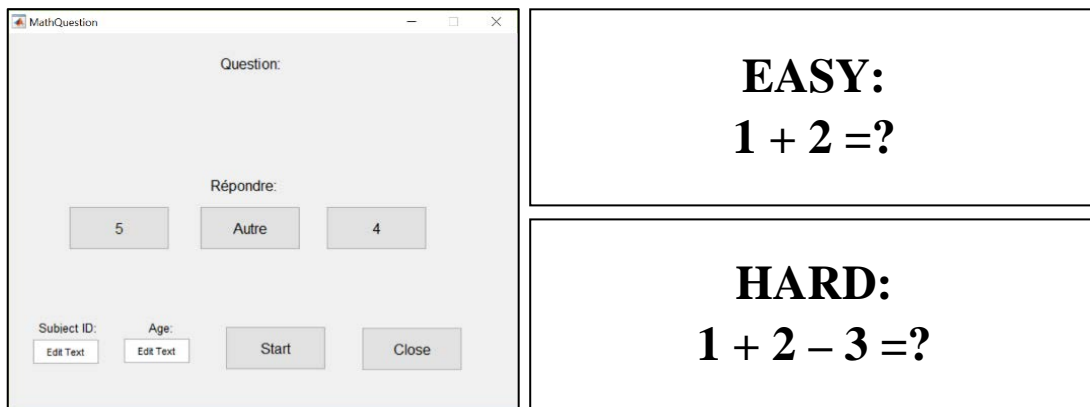 MathQuestion
Question:
Répondre:
5 Autre 4
Subject ID: Age:
Edit Text Edit Text Start Close
EASY:
1 + 2 =?
HARD:
1 + 2 – 3 =?